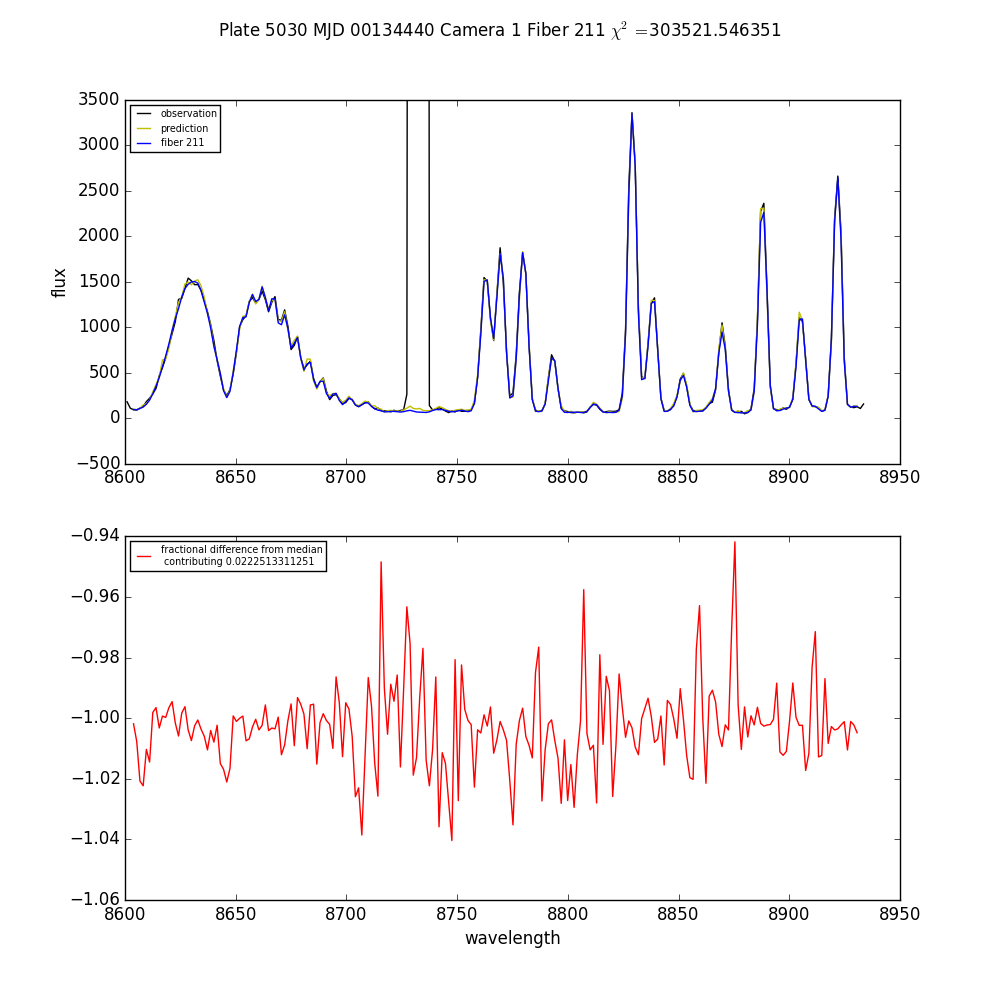 Plate 5030 MJD 00134440 Camera 1 Fiber 211 χ² =303521.546351
3500
3000
2500
2000
1500
1000
500
0
−500
flux
observation
prediction
fiber 211
8600 8650 8700 8750 8800 8850 8900 8950
−0.94
−0.96
−0.98
−1.00
−1.02
−1.04
−1.06
fractional difference from median
contributing 0.0222513311251
8600 8650 8700 8750 8800 8850 8900 8950
wavelength